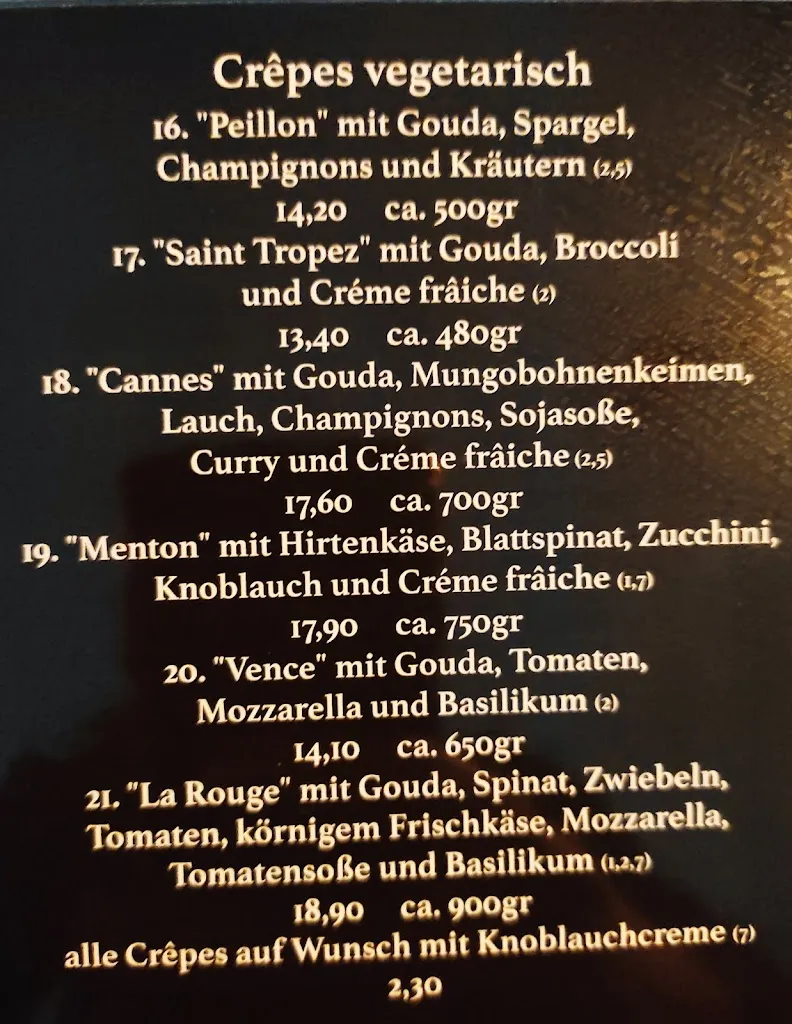 Crêpes vegetarisch
16. "Peillon" mit Gouda, Spargel,
Champignons und Kräutern (2,5)
14,20 ca. 500gr
17. "Saint Tropez" mit Gouda, Broccoli
und Créme frâiche (2)
13,40 ca. 480gr
18. "Cannes" mit Gouda, Mungobohnenkeimen,
Lauch, Champignons, Sojasoße,
Curry und Créme frâiche (2,5)
17,60 ca. 700gr
19. "Menton" mit Hirtenkäse, Blattspinat, Zucchini,
Knoblauch und Créme frâiche (1,7)
17,90 ca. 750gr
20. "Vence" mit Gouda, Tomaten,
Mozzarella und Basilikum (2)
14,10 ca. 650gr
21. "La Rouge" mit Gouda, Spinat, Zwiebeln,
Tomaten, körnigem Frischkäse, Mozzarella,
Tomatensoße und Basilikum (1,2,7)
18,90 ca. 900gr
alle Crêpes auf Wunsch mit Knoblauchcreme (7)
2,30